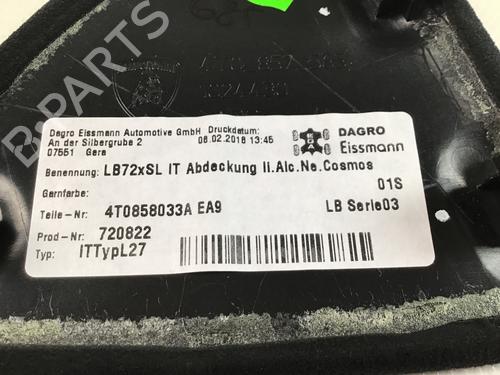 Dagro Eissmann Automotive GmbH
An der Silbergrube 2
07551 Gera
Druckdatum:
06.02.2018 13:45
DAGRO
Eissmann
Benennung: LB72xSL IT Abdeckung li.Alc.Ne.Cosmos
Garnfarbe:
01S
Teile-Nr: 4T0858033A EA9
LB Serie03
Prod-Nr: 720822
Typ: ITTypL27
B-PARTS